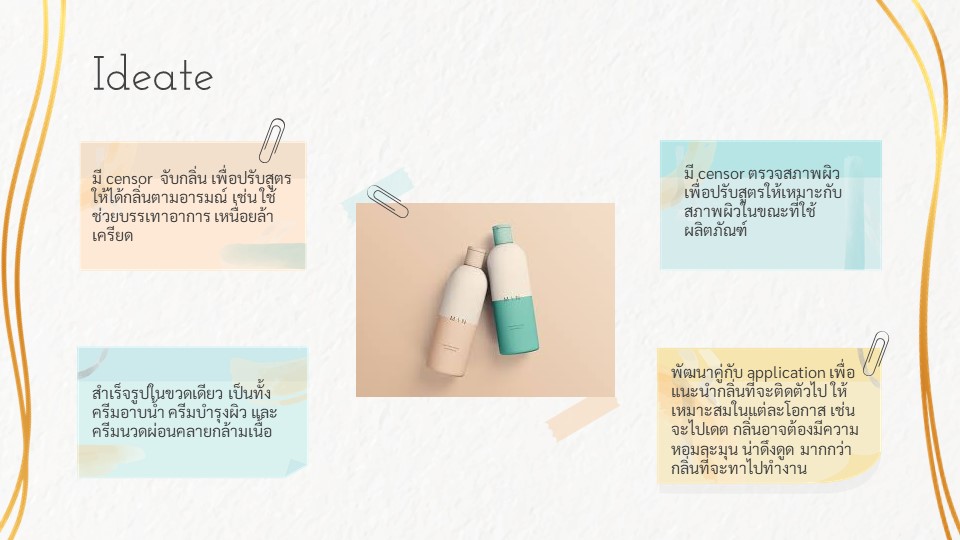 Ideate
มี censor จับกลิ่น เพื่อปรับสูตร
ให้ได้กลิ่นตามอารมณ์ เช่น ใช้
ช่วยบรรเทาอาการ เหนื่อยล้า
เครียด
มี censor ตรวจสภาพผิว
เพื่อปรับสูตรให้เหมาะกับ
สภาพผิวในขณะที่ใช้
ผลิตภัณฑ์
MIN
MIN
สำเร็จรูปในขวดเดียว เป็นทั้ง
ครีมอาบน้ำ ครีมบำรุงผิว และ
ครีมนวดผ่อนคลายกล้ามเนื้อ
พัฒนาคู่กับ application เพื่อ
แนะนำกลิ่นที่จะติดตัวไป ให้
เหมาะสมในแต่ละโอกาส เช่น
จะไปเดต กลิ่นอาจต้องมีความ
หอมละมุน น่าดึงดูด มากกว่า
กลิ่นที่จะทาไปทำงาน